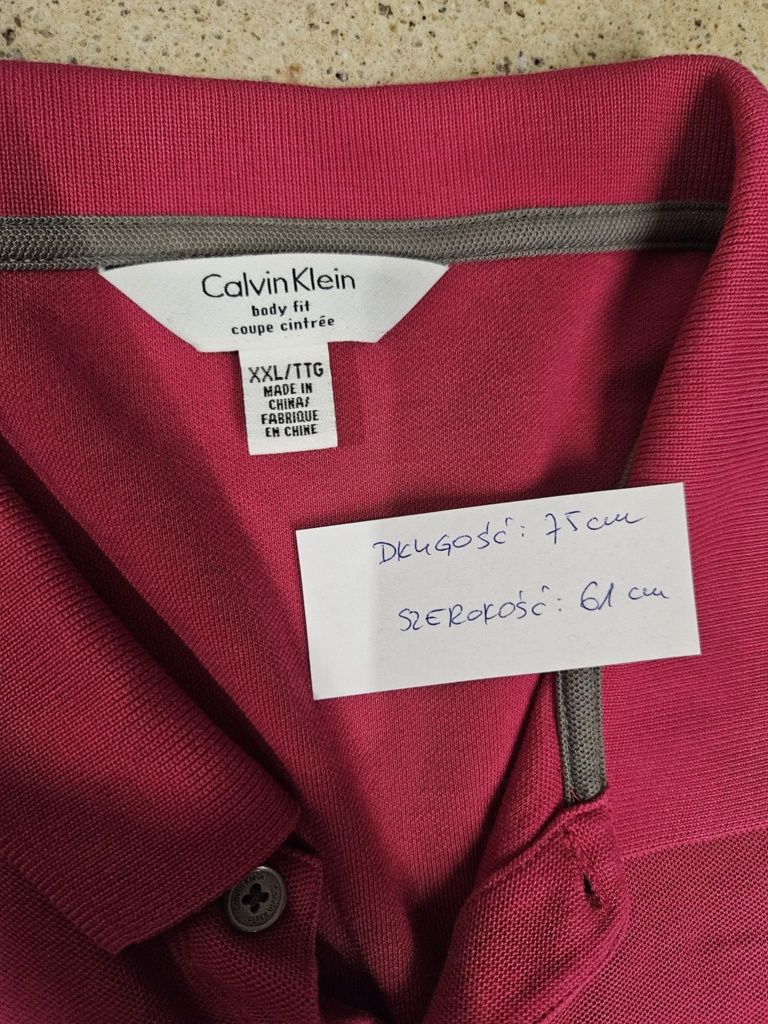 Calvin Klein
body fit
coupe cintrée
XXL/TTG
MADE IN
CHINA/
FABRIQUE
EN CHINE
DŁUGOŚĆ: 75 cm
SZEROKOŚĆ: 61 cm